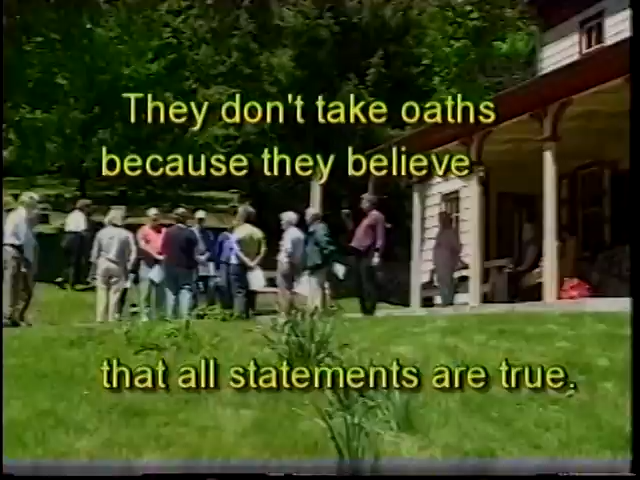 They don't take oaths
because they believe
that all statements are true.